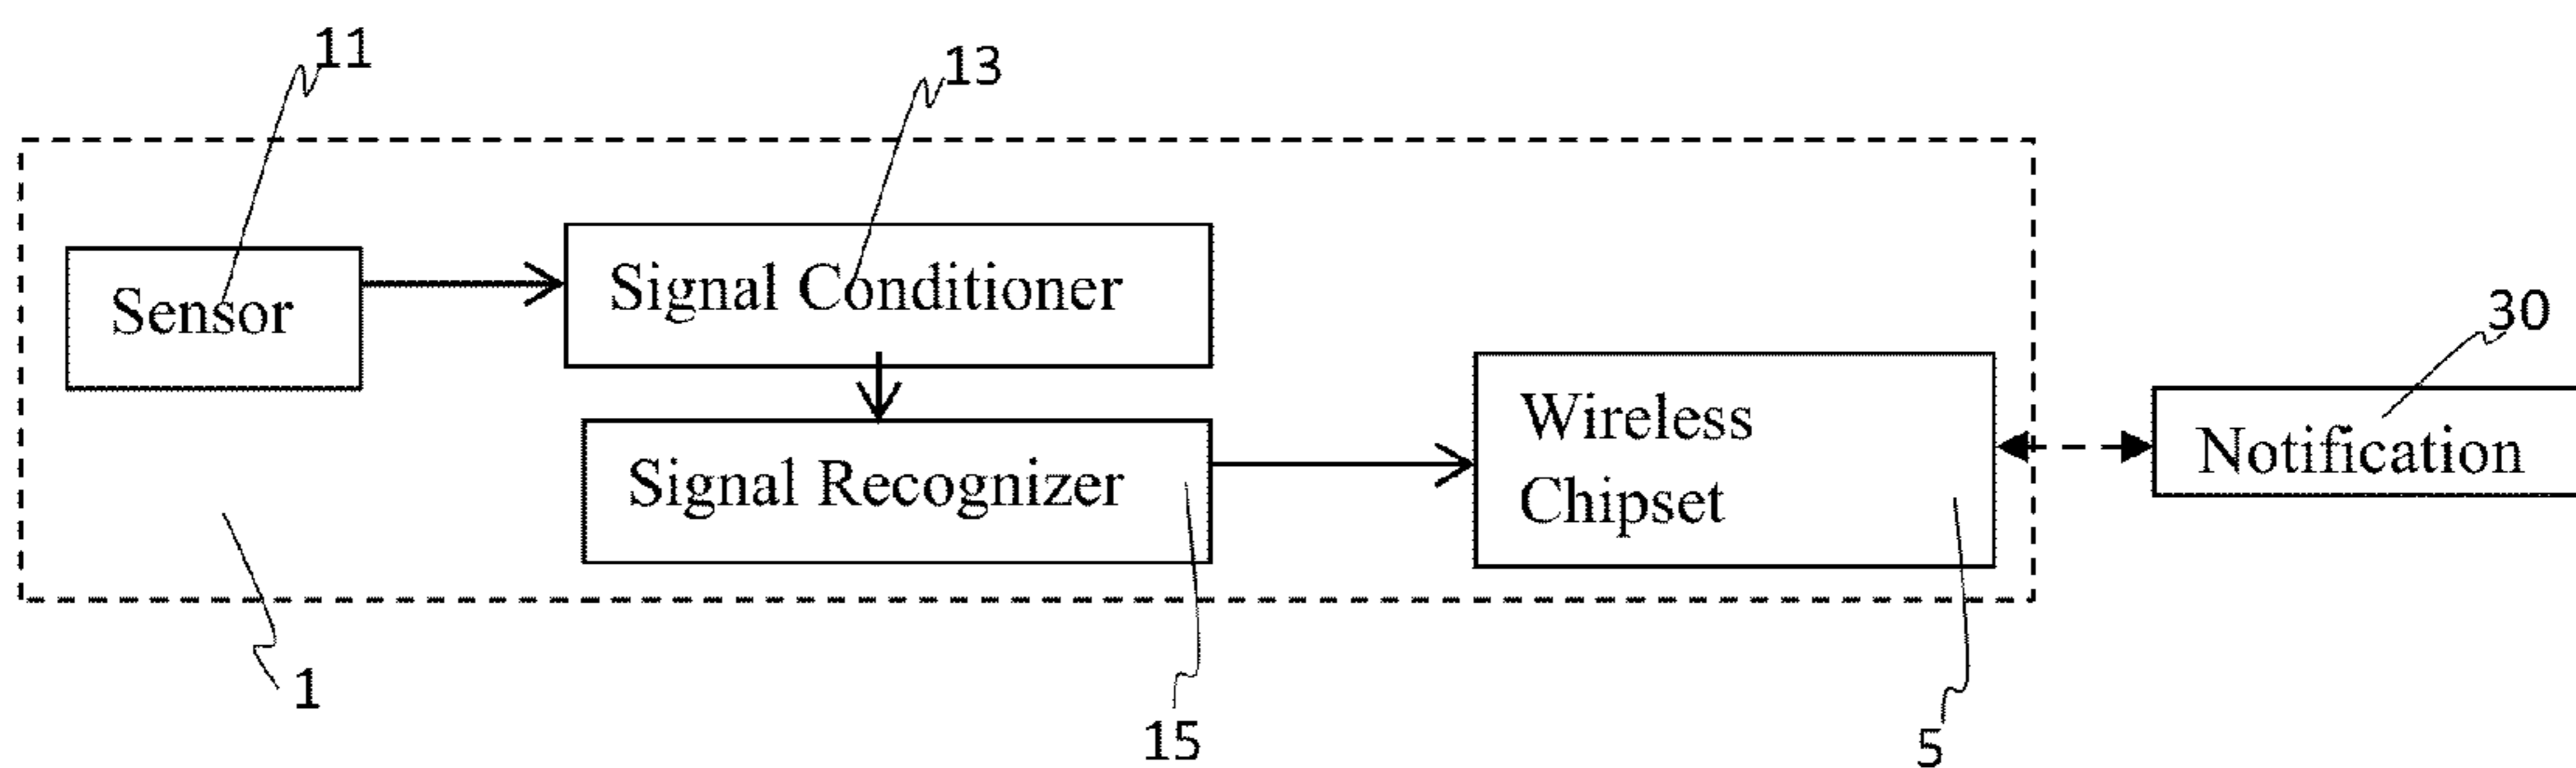 11
13
Sensor
Signal Conditioner
30
Signal Recognizer
Wireless
Chipset
Notification
1
15
5